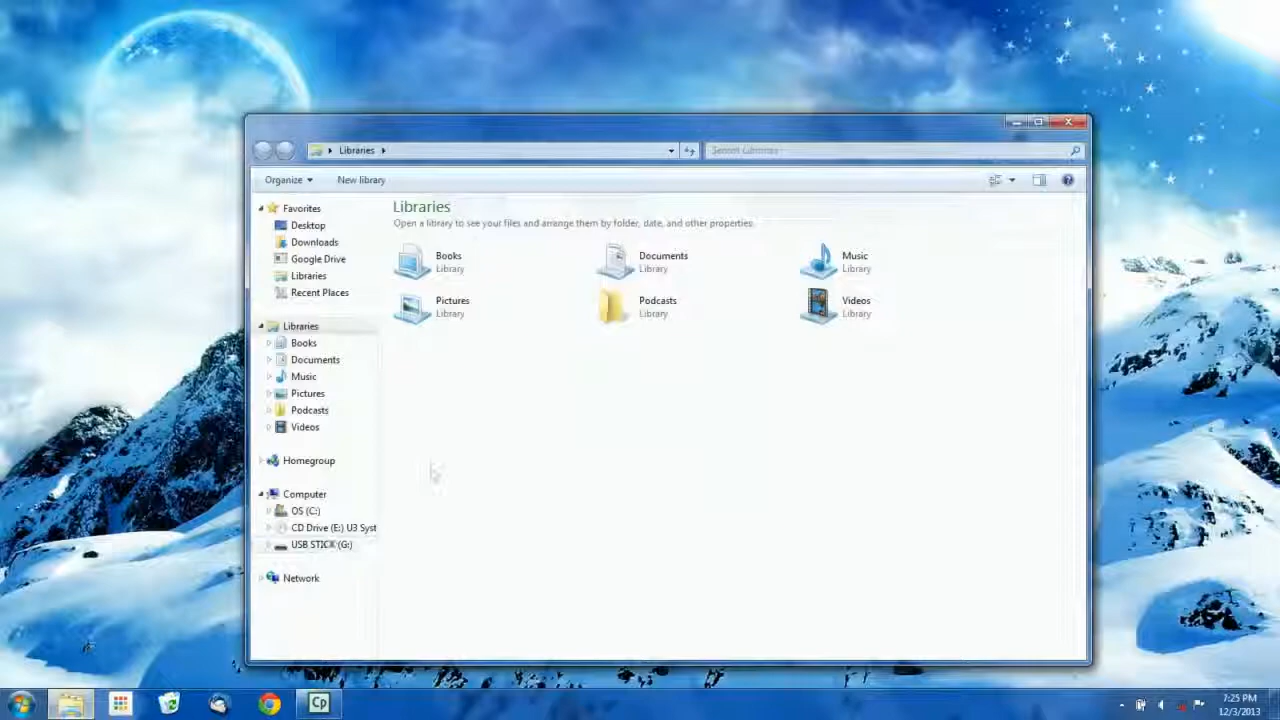 Libraries
Search Libraries
Organize
New library
Favorites
Desktop
Downloads
Google Drive
Libraries
Recent Places
Libraries
Books
Documents
Music
Pictures
Podcasts
Videos
Homegroup
Computer
OS (C:)
CD Drive (E:) U3 Syst
USB STICK (G:)
Network
Libraries
Open a library to see your files and arrange them by folder, date, and other properties.
Books
Library
Documents
Library
Music
Library
Pictures
Library
Podcasts
Library
Videos
Library
Cp
7:25 PM
12/3/2013